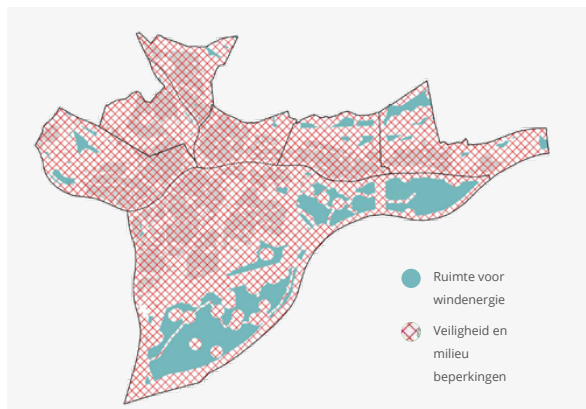 Ruimte voor
windenergie
Veiligheid en
milieu
beperkingen